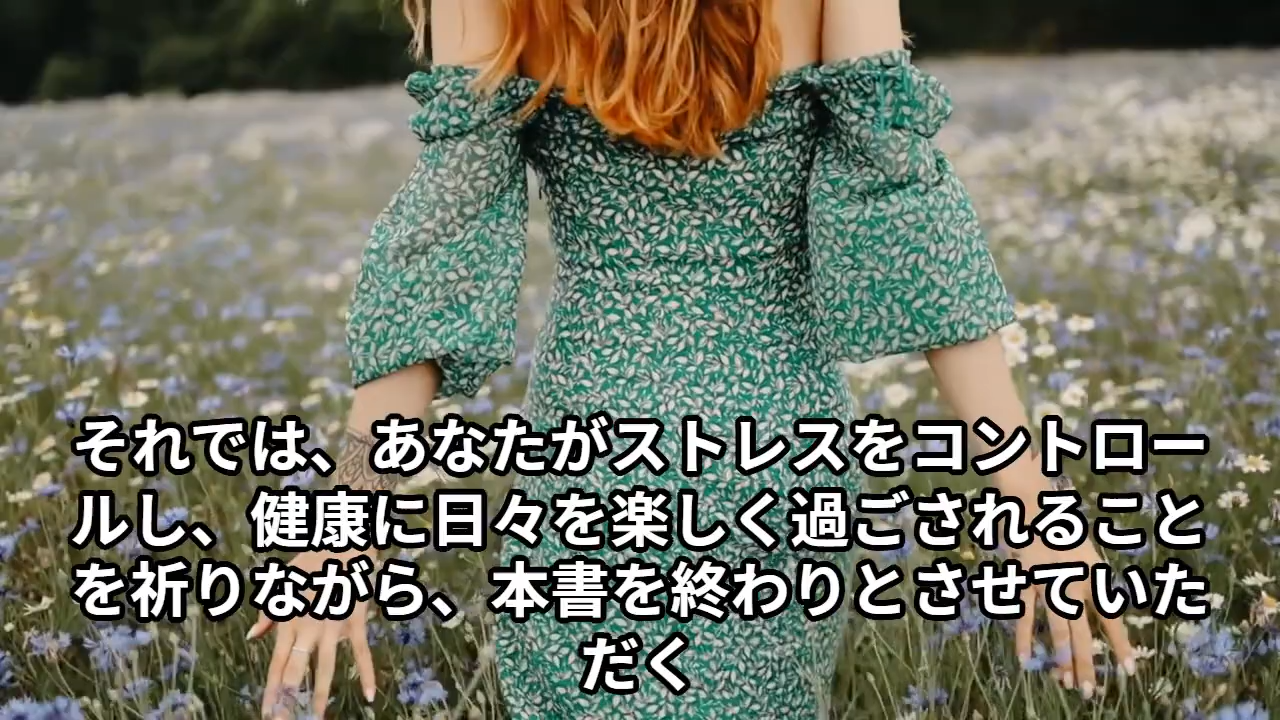 それでは、あなたがストレスをコントロー
ルし、健康に日々を楽しく過ごされること
を祈りながら、本書を終わりとさせていた
だく